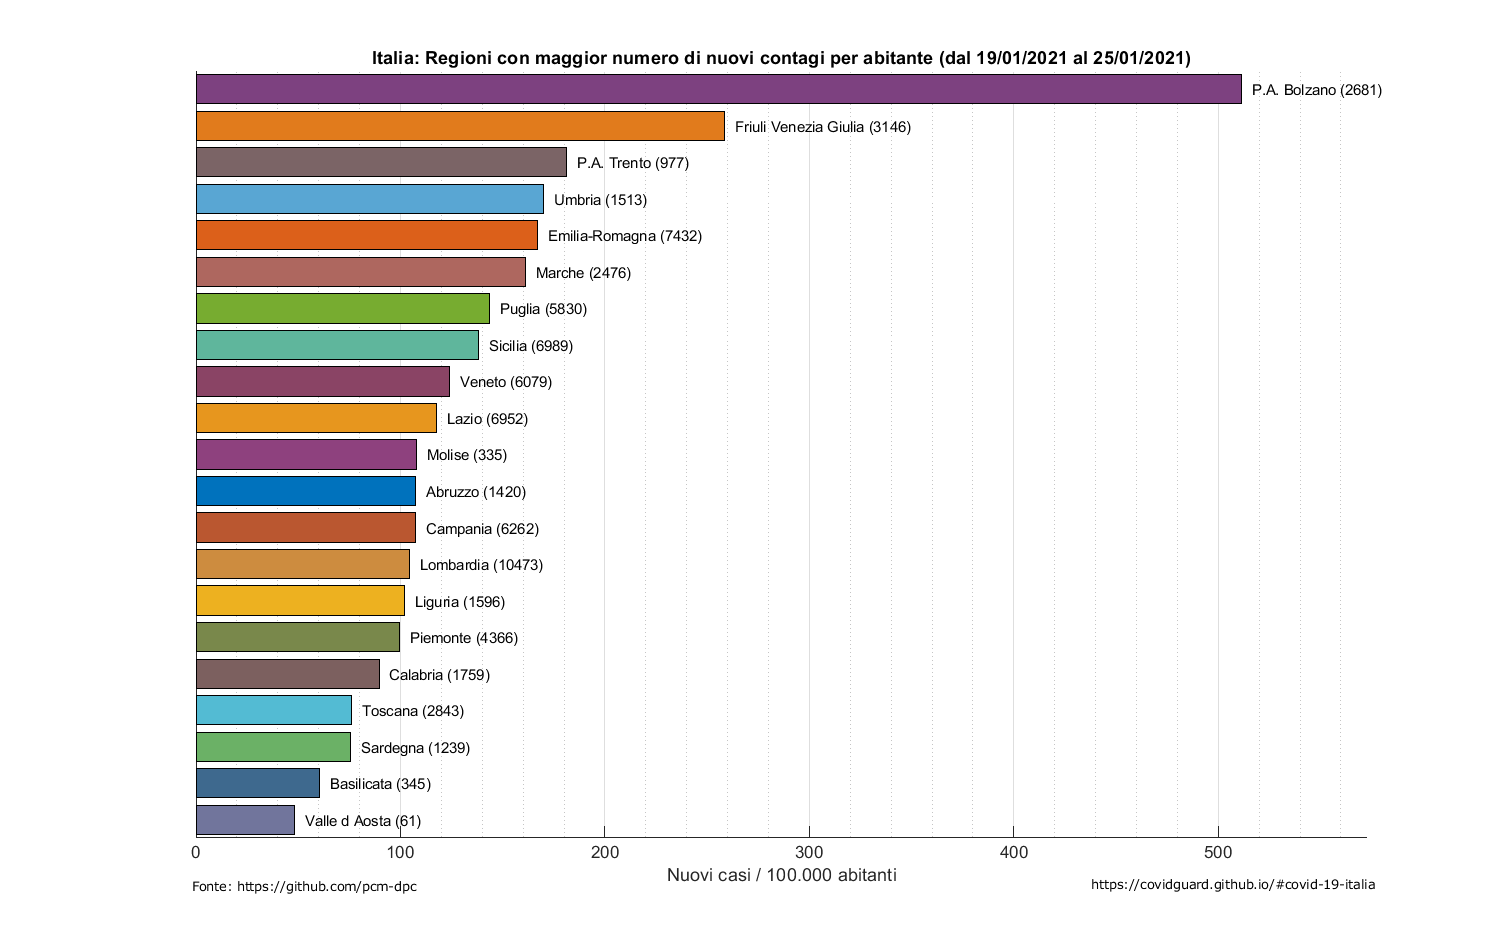 Italia: Regioni con maggior numero di nuovi contagi per abitante (dal 19/01/2021 al 25/01/2021)
P.A. Bolzano (2681)
Friuli Venezia Giulia (3146)
P.A. Trento (977)
Umbria (1513)
Emilia-Romagna (7432)
Marche (2476)
Puglia (5830)
Sicilia (6989)
Veneto (6079)
Lazio (6952)
Molise (335)
Abruzzo (1420)
Campania (6262)
Lombardia (10473)
Liguria (1596)
Piemonte (4366)
Calabria (1759)
Toscana (2843)
Sardegna (1239)
Basilicata (345)
Valle d Aosta (61)
0 100 200 300 400 500
Nuovi casi / 100.000 abitanti
Fonte: https://github.com/pcm-dpc
https://covidguard.github.io/#covid-19-italia